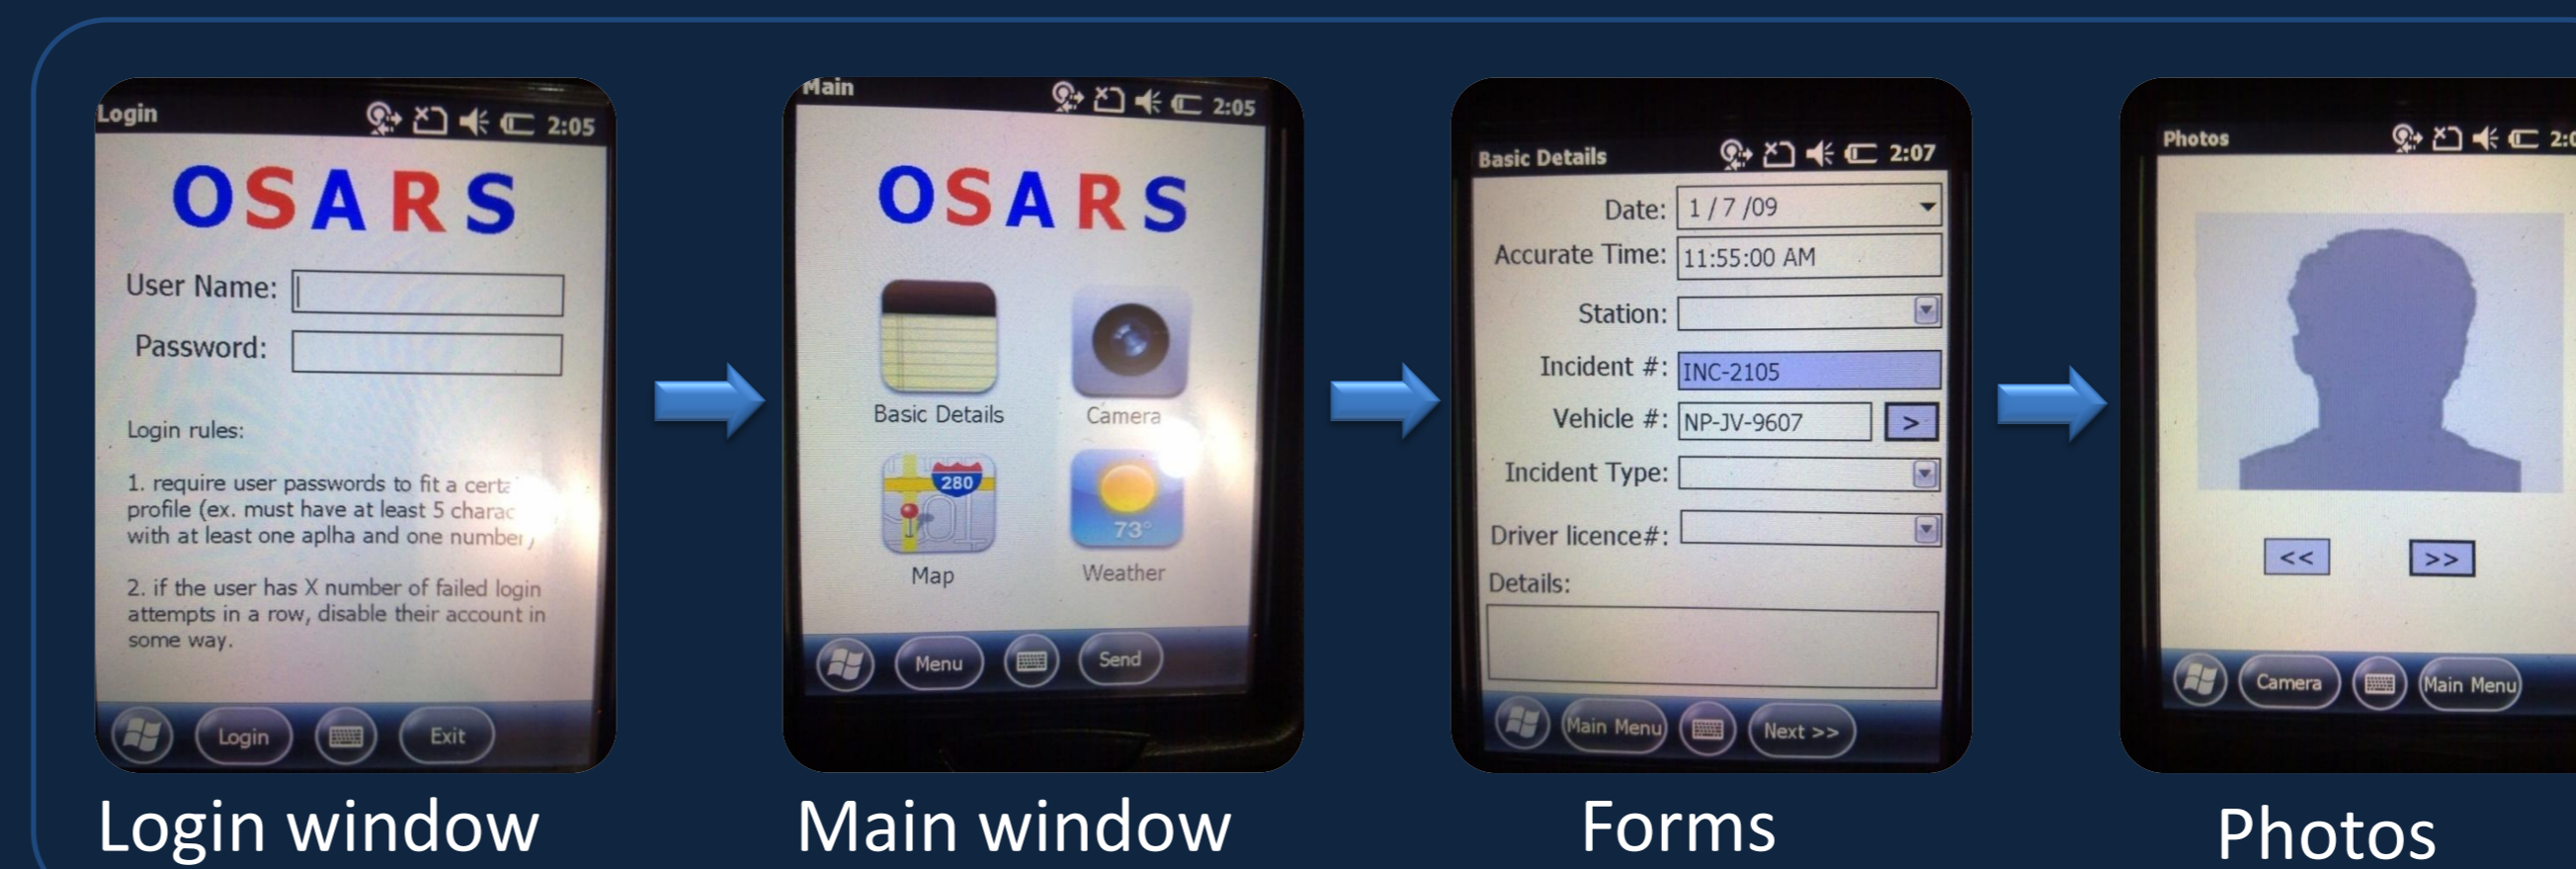 Login 2:05
OSARS
User Name:
Password:
Login rules:
1. require user passwords to fit a
profile (ex. must have at least 5
with at least one aplha and one number)
2. if the user has X number of failed login
attempts in a row, disable their account in
some way.
Login Exit
Login window
Main 2:05
OSARS
Basic Details Camera
280
73°
Map Weather
Menu Send
Main window
Basic Details 2:07
Date: 1 / 7 /09
Accurate Time: 11:55:00 AM
Station:
Incident #: INC-2105
Vehicle #: NP-JV-9607 >
Incident Type:
Driver licence#:
Details:
Main Menu Next >>
Forms
Photos
<< >>
Camera Main Menu
Photos